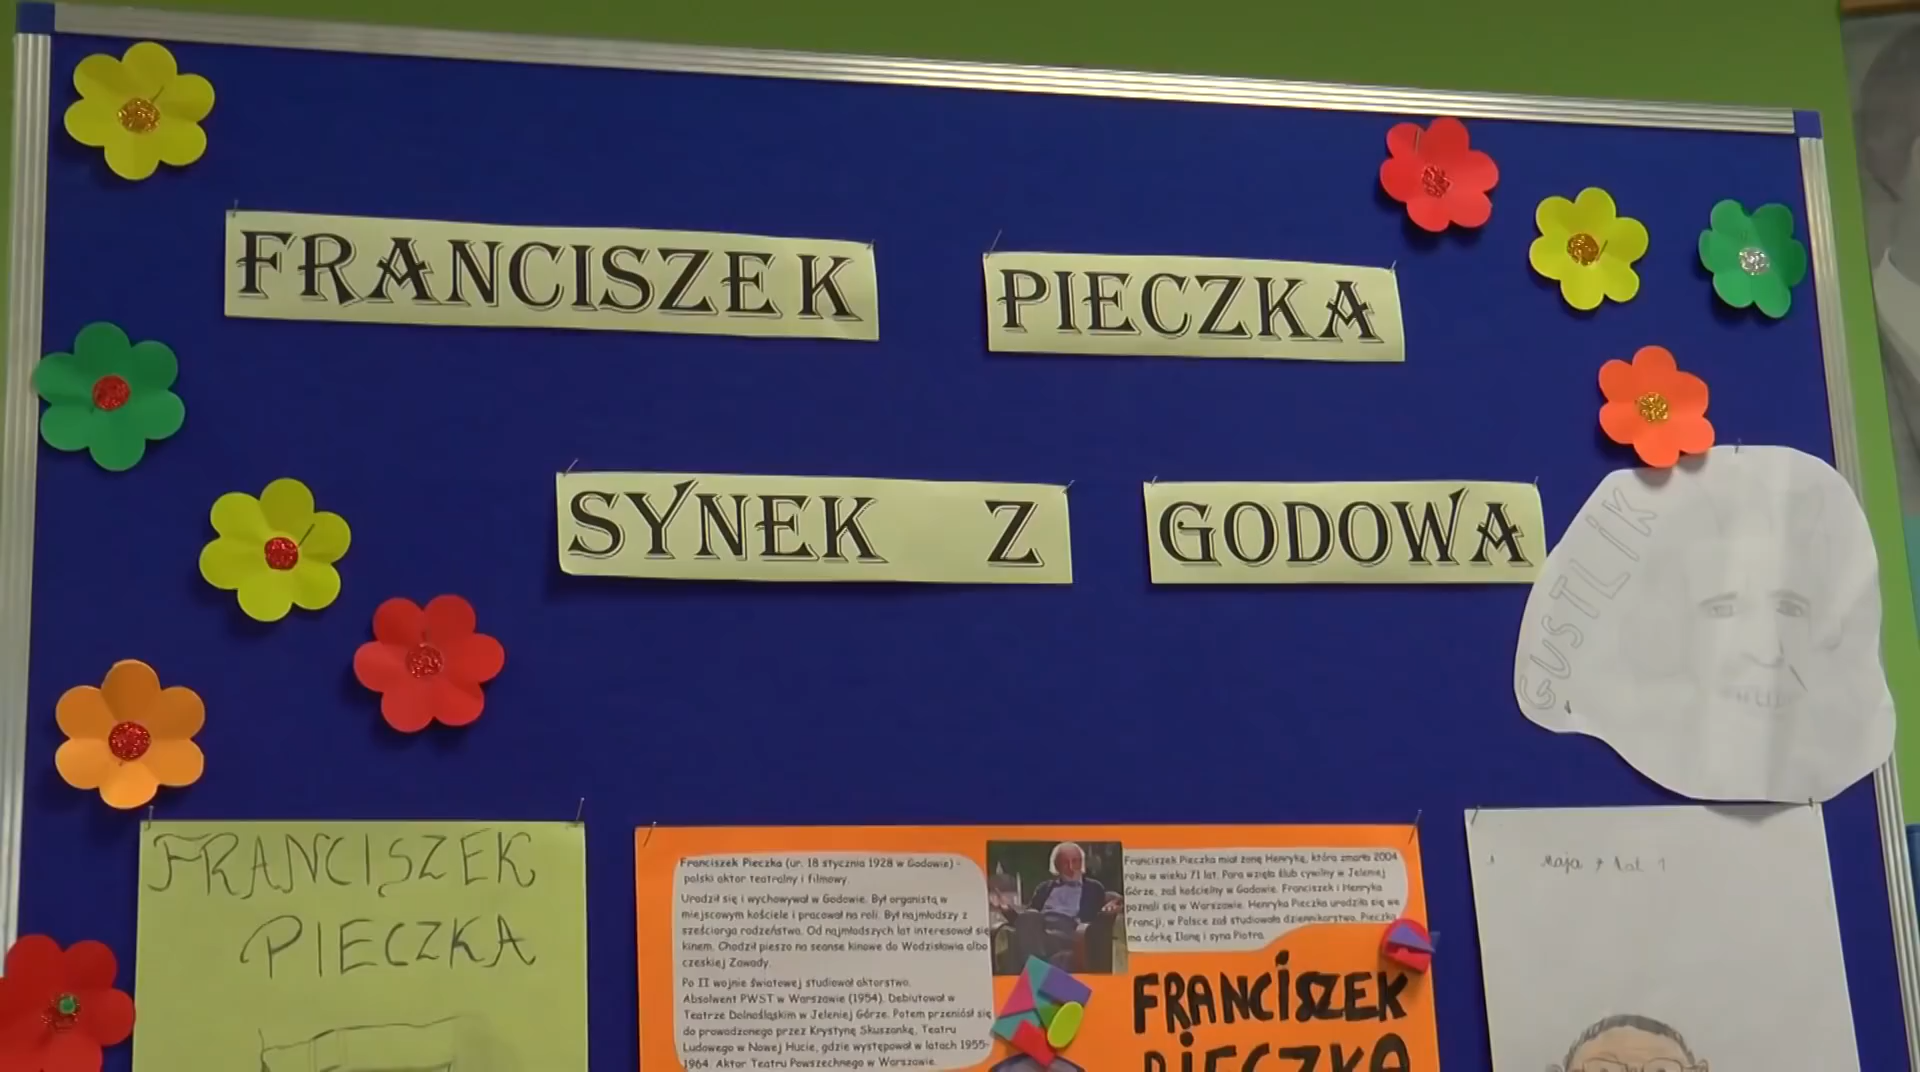 FRANCISZEK PIECZKA
SYNEK Z GODOWA
GUSTLIK
FRANCISZEK
PIECZKA
Franciszek Pieczka (ur. 18 stycznia 1928 w Godowie) -
polski aktor teatralny i filmowy.
Urodził się i wychowywał w Godowie. Był organistą w
miejscowym kościele i pracował na roli. Był najmłodszy z
sześciorga rodzeństwa. Od najmłodszych lat interesował się
kinem. Chodził pieszo na seanse kinowe do Wodzisławia albo
czeskiej Zawady.
Po II wojnie światowej studiował aktorstwo.
Absolwent PWST w Warszawie (1954). Debiutował w
Teatrze Dolnośląskim w Jeleniej Górze. Potem przeniósł się
do prowadzonego przez Krystynę Skuszankę, Teatru
Ludowego w Nowej Hucie, gdzie występował w latach 1955-
1964. Aktor Teatru Powszechnego w Warszawie.
Franciszek Pieczka miał żonę Henrykę, która zmarła 2004
roku w wieku 71 lat. Para wzięła ślub cywilny w Jeleniej
Górze, zaś kościelny w Godowie. Franciszek i Henryka
poznali się w Warszawie. Henryka Pieczka urodziła się we
Francji, w Polsce zaś studiowała dziennikarstwo. Pieczka
ma córkę Ilonę i syna Piotra.
FRANCISZEK
PIECZKA
Maja 7 lat